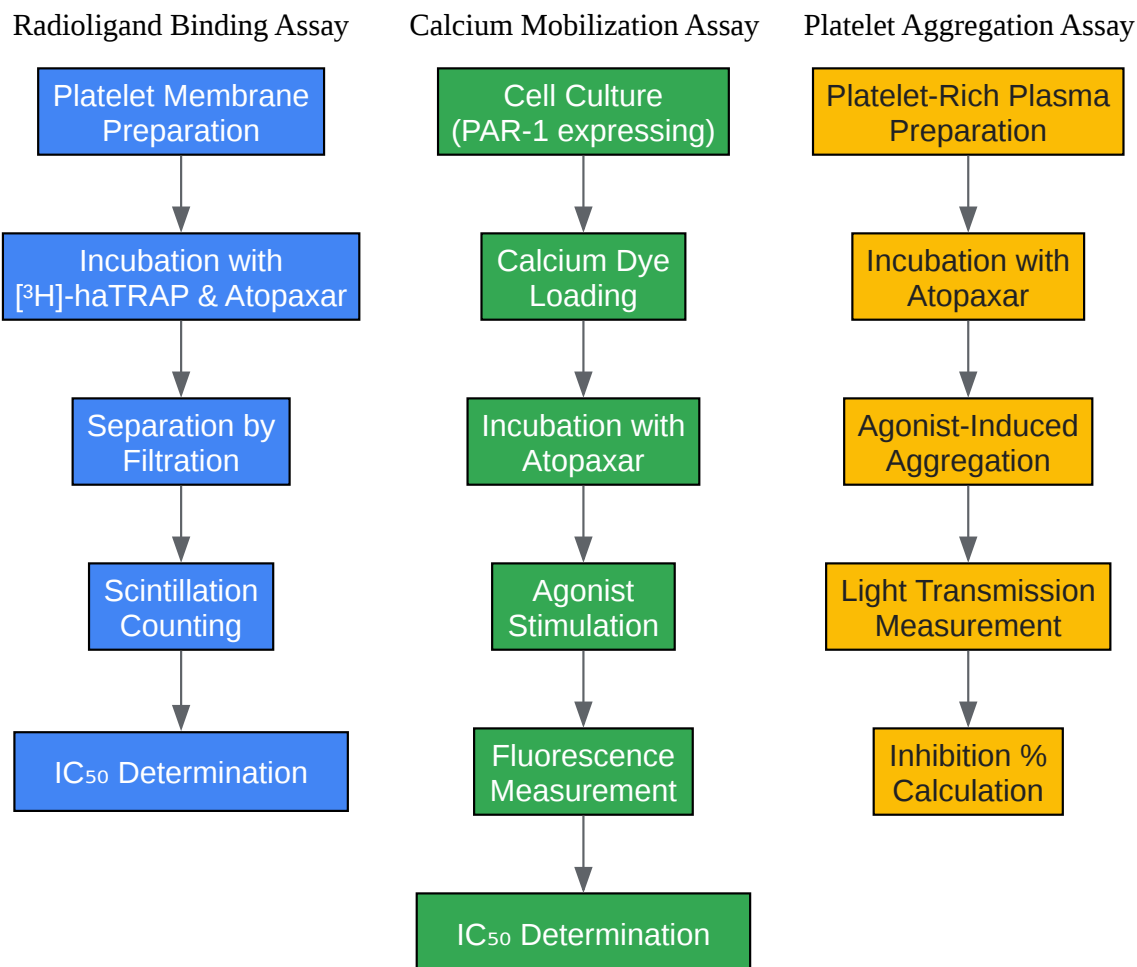 Radioligand Binding Assay
Platelet Membrane
Preparation
Incubation with
[³H]-haTRAP & Atopaxar
Separation by
Filtration
Scintillation
Counting
IC₅₀ Determination
Calcium Mobilization Assay
Cell Culture
(PAR-1 expressing)
Calcium Dye
Loading
Incubation with
Atopaxar
Agonist
Stimulation
Fluorescence
Measurement
IC₅₀ Determination
Platelet Aggregation Assay
Platelet-Rich Plasma
Preparation
Incubation with
Atopaxar
Agonist-Induced
Aggregation
Light Transmission
Measurement
Inhibition %
Calculation